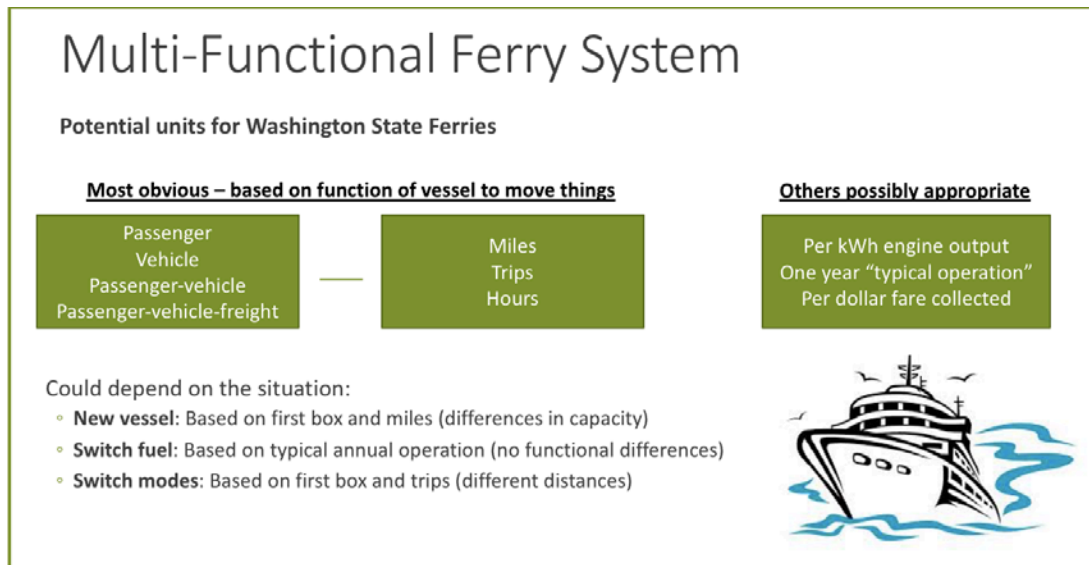 Multi-Functional Ferry System
Potential units for Washington State Ferries
Most obvious – based on function of vessel to move things
Passenger
Vehicle
Passenger-vehicle
Passenger-vehicle-freight
Miles
Trips
Hours
Others possibly appropriate
Per kWh engine output
One year “typical operation”
Per dollar fare collected
Could depend on the situation:
◦ New vessel: Based on first box and miles (differences in capacity)
◦ Switch fuel: Based on typical annual operation (no functional differences)
◦ Switch modes: Based on first box and trips (different distances)